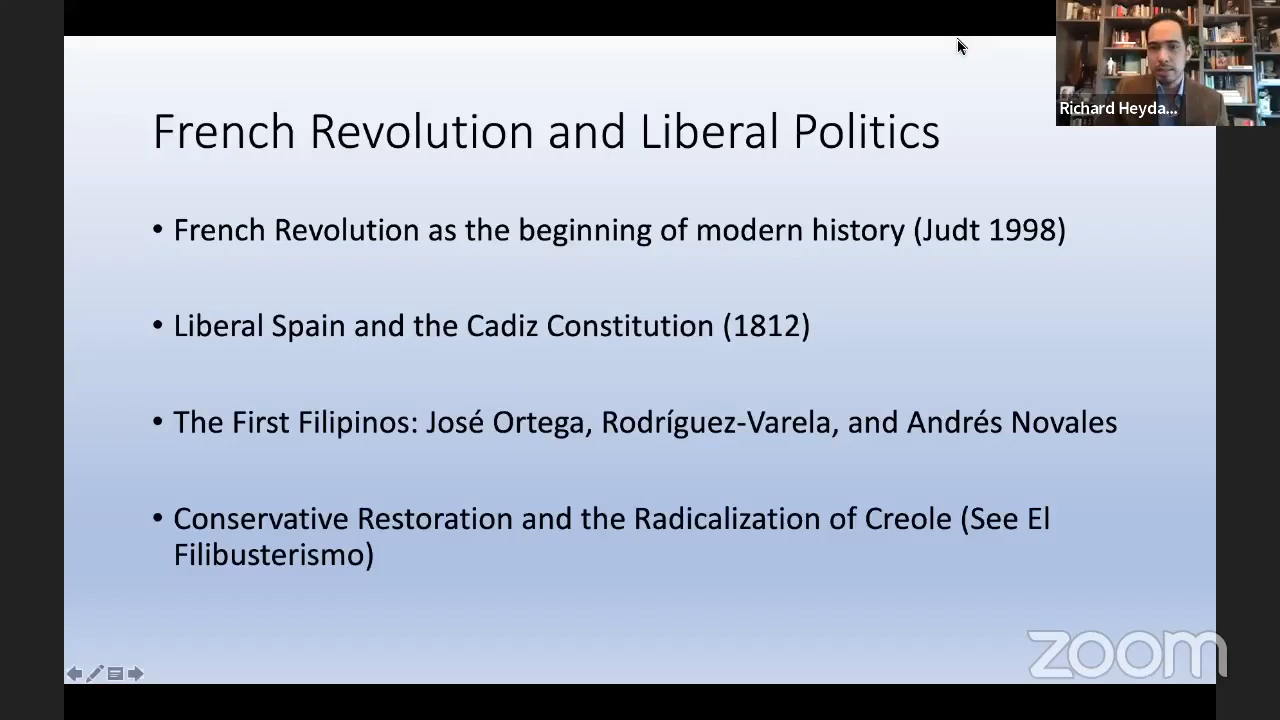 Richard Heyda...
French Revolution and Liberal Politics
• French Revolution as the beginning of modern history (Judt 1998)
• Liberal Spain and the Cadiz Constitution (1812)
• The First Filipinos: José Ortega, Rodríguez-Varela, and Andrés Novales
• Conservative Restoration and the Radicalization of Creole (See El
Filibusterismo)
zoom